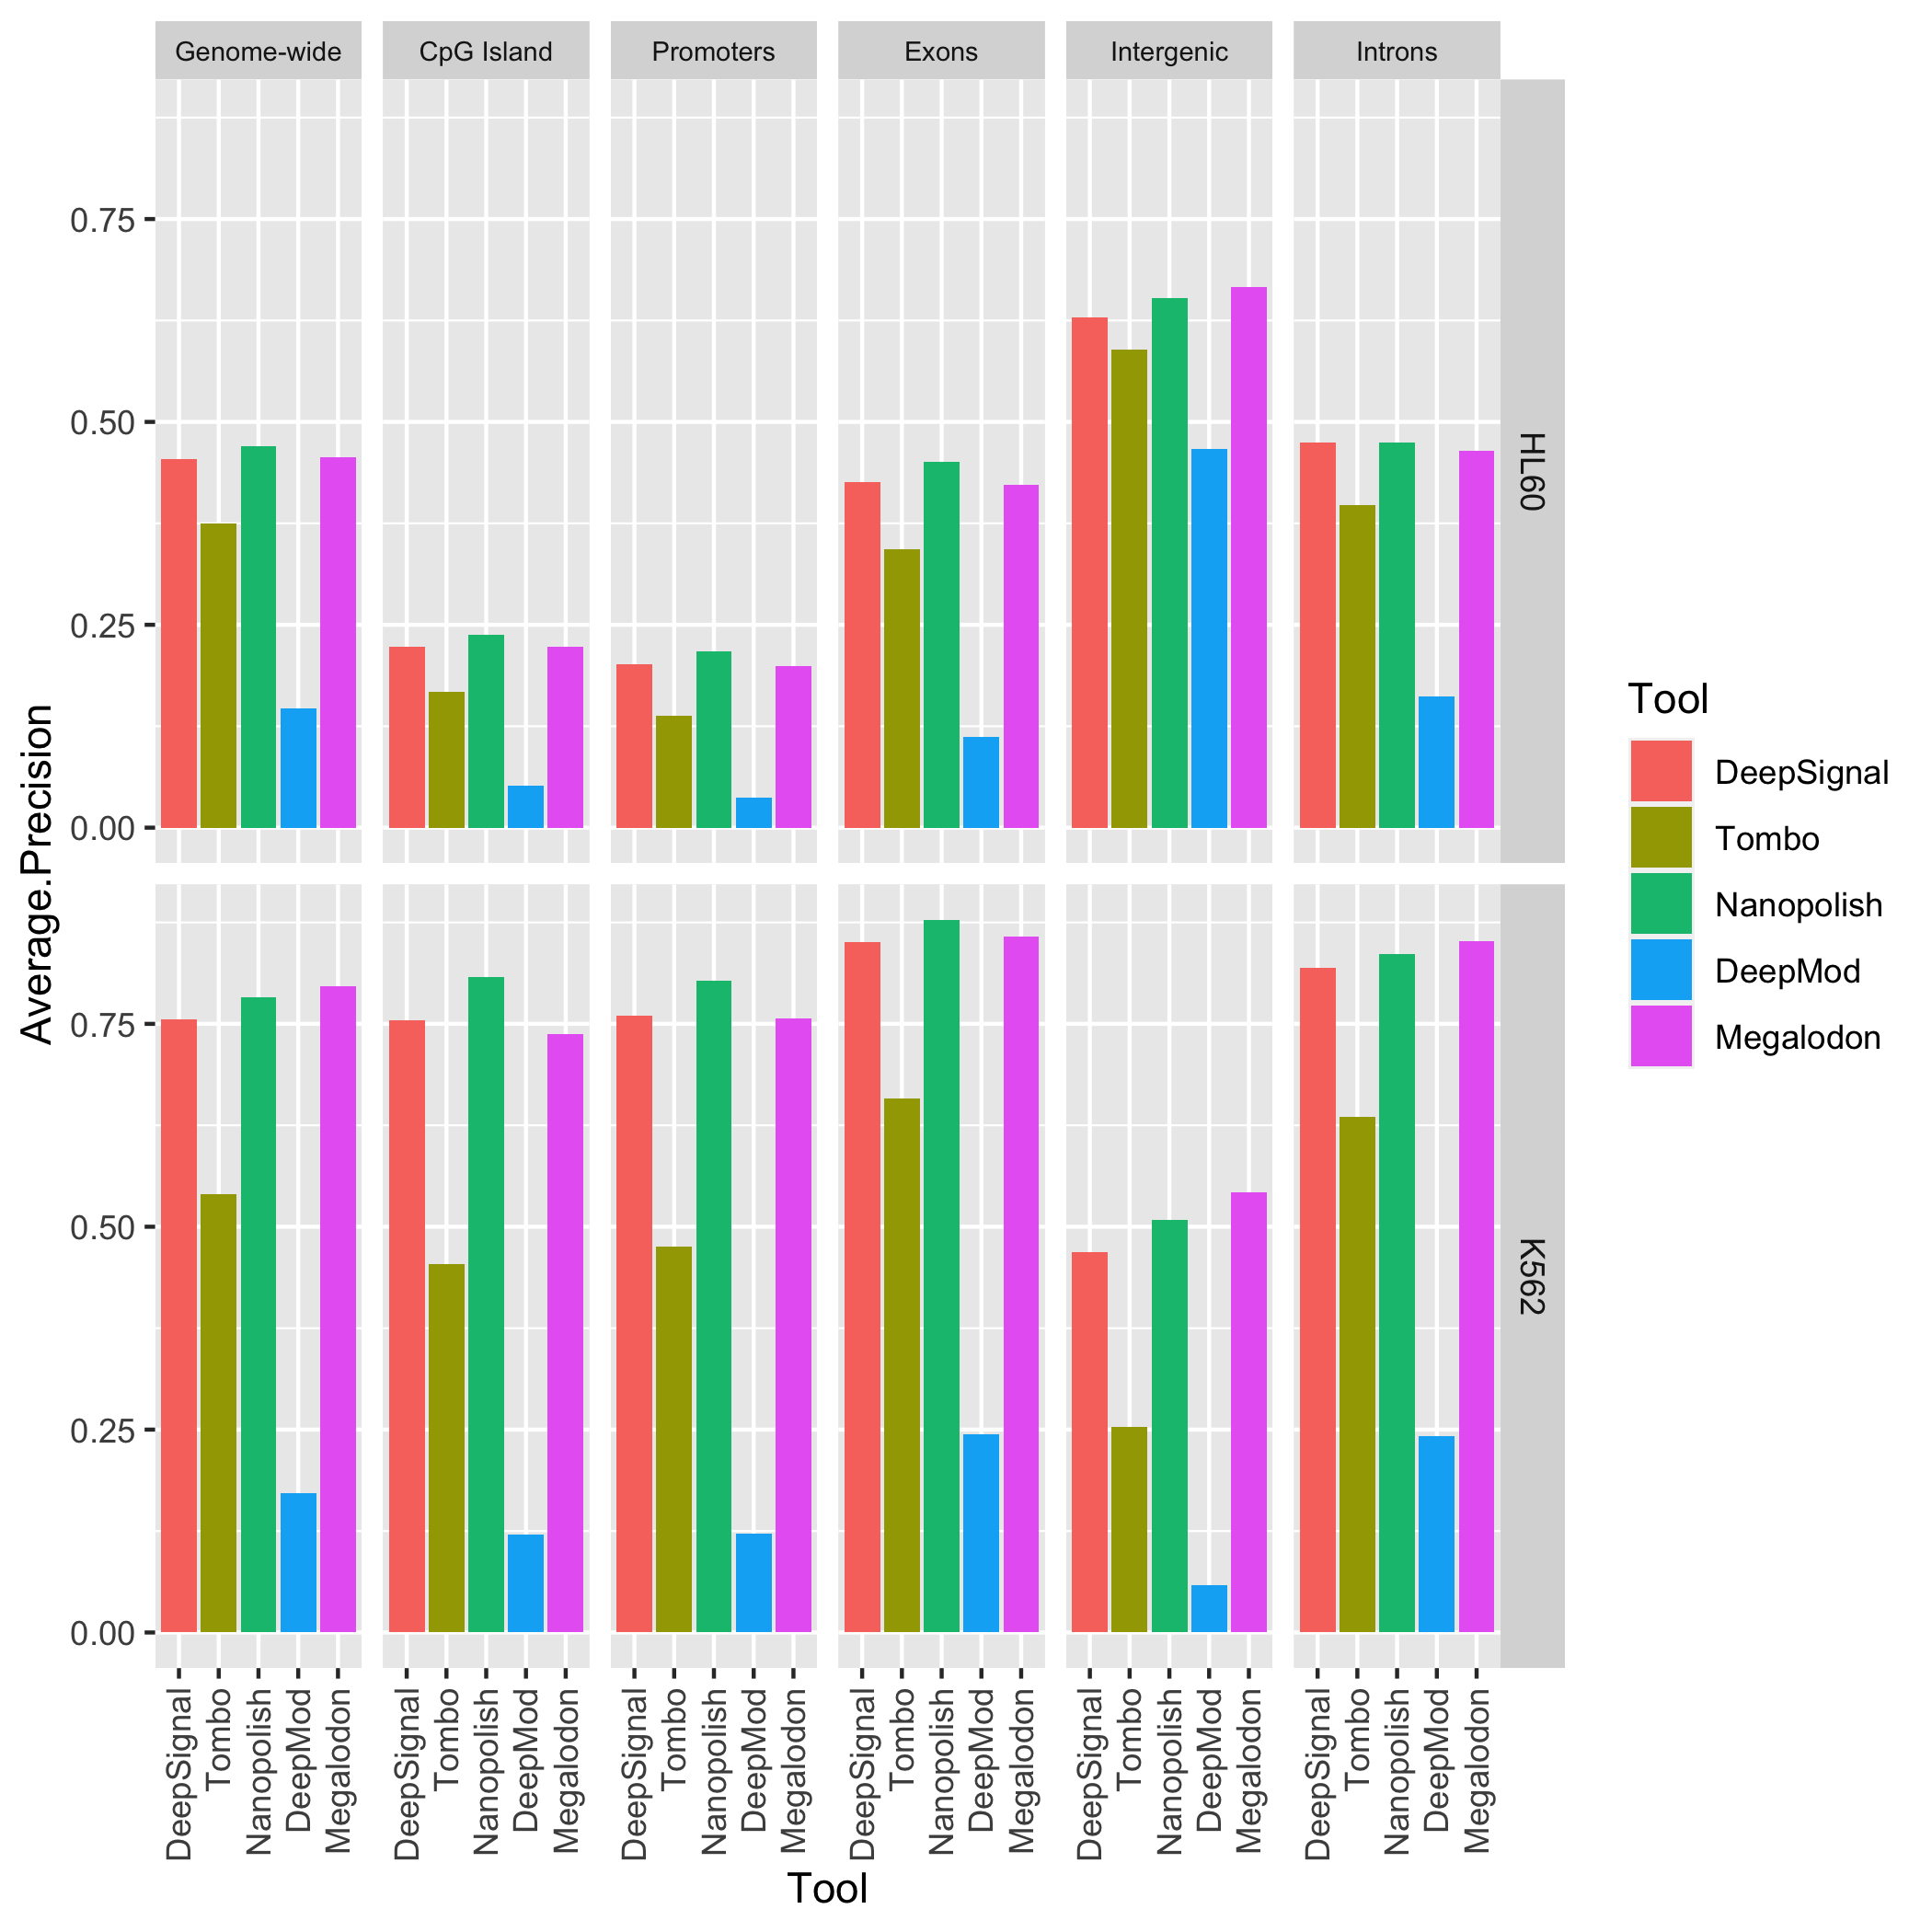 Genome-wide CpG Island Promoters Exons Intergenic Introns
Average.Precision
0.75
0.50
0.25
0.00
HL60
0.75
0.50
0.25
0.00
K562
DeepSignal Tombo Nanopolish DeepMod Megalodon DeepSignal Tombo Nanopolish DeepMod Megalodon DeepSignal Tombo Nanopolish DeepMod Megalodon DeepSignal Tombo Nanopolish DeepMod Megalodon DeepSignal Tombo Nanopolish DeepMod Megalodon DeepSignal Tombo Nanopolish DeepMod Megalodon
Tool
Tool
DeepSignal
Tombo
Nanopolish
DeepMod
Megalodon